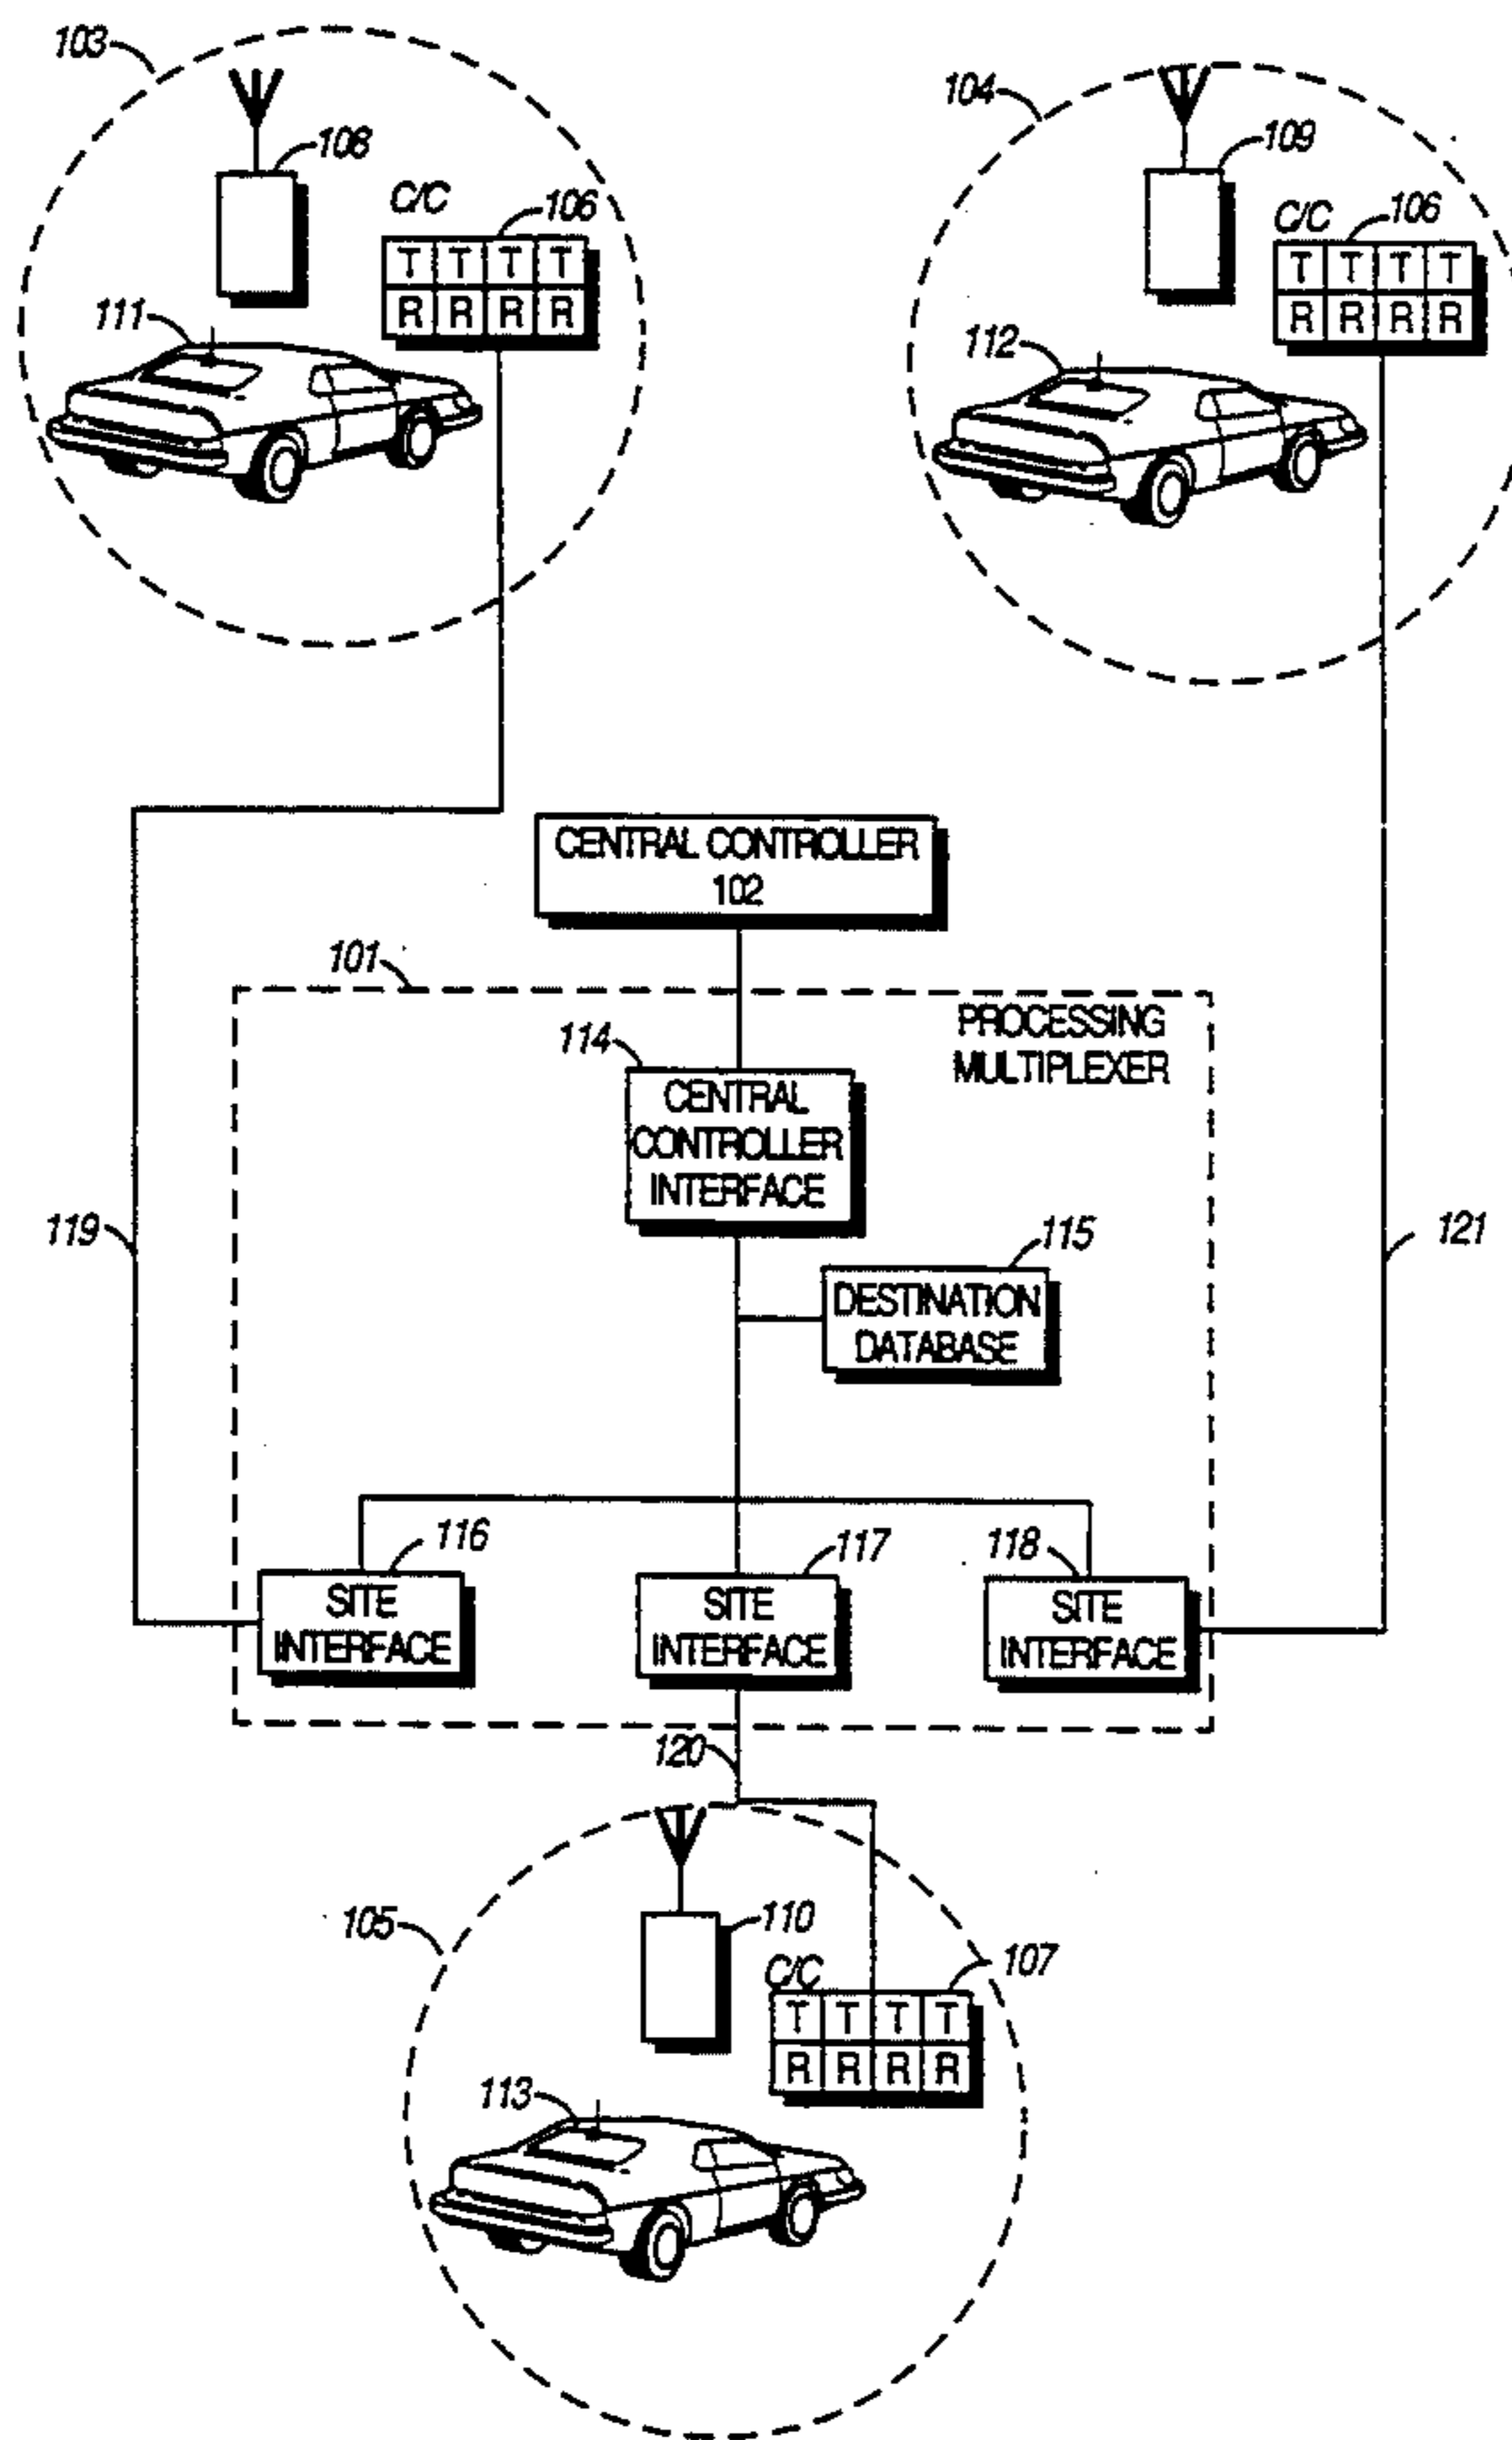 103
108
C/C
106
T T T T
R R R R
111
104
109
C/C
106
T T T T
R R R R
112
CENTRAL CONTROLLER
102
101
PROCESSING
MULTIPLEXER
114
CENTRAL
CONTROLLER
INTERFACE
119
115
DESTINATION
DATABASE
121
116
SITE
INTERFACE
117
SITE
INTERFACE
118
SITE
INTERFACE
120
105
110
C/C
107
T T T T
R R R R
113